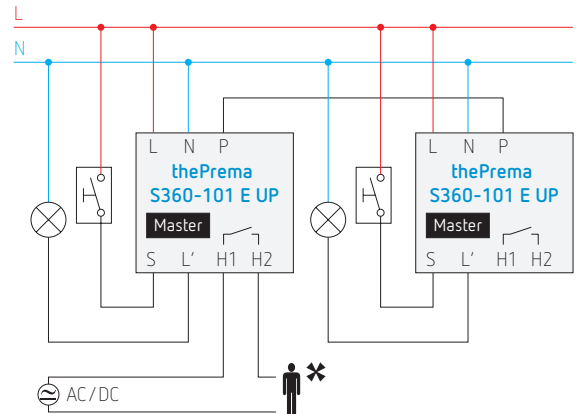 L
N
L N P
thePrema
S360-101 E UP
Master
S L’ H1 H2
L N P
thePrema
S360-101 E UP
Master
S L’ H1 H2
AC/DC